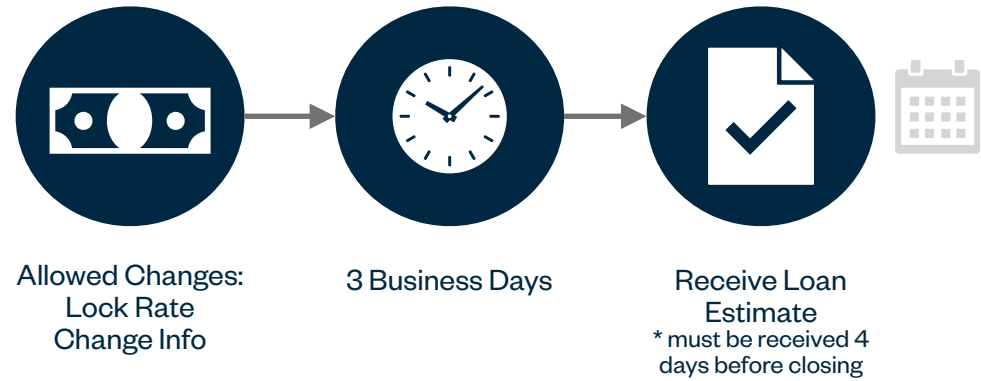 Allowed Changes:
Lock Rate
Change Info
3 Business Days
Receive Loan
Estimate
* must be received 4
days before closing